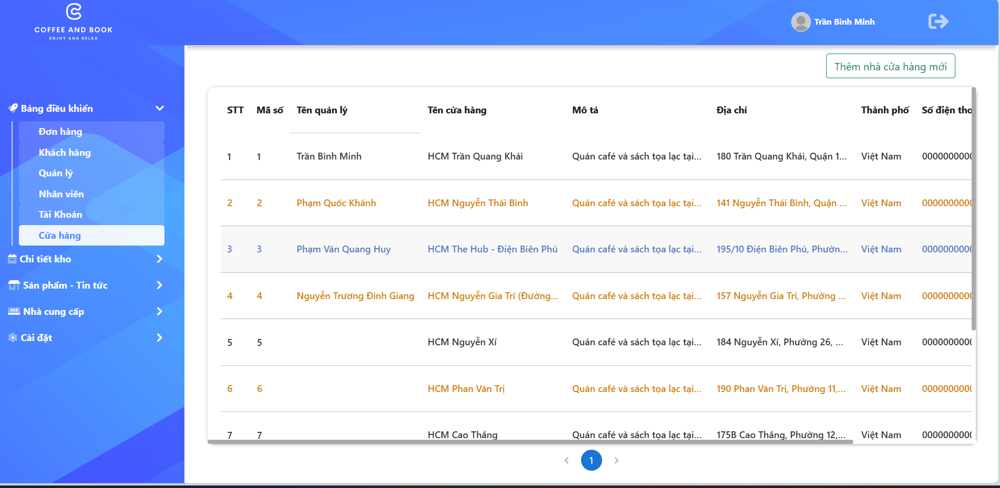 COFFEE AND BOOK
ENJOY AND RELAX
Trần Bình Minh
Thêm nhà cửa hàng mới
Bảng điều khiển
Đơn hàng
Khách hàng
Quản lý
Nhân viên
Tài Khoản
Cửa hàng
Chi tiết kho
Sản phẩm - Tin tức
Nhà cung cấp
Cài đặt
STT Mã số Tên quản lý Tên cửa hàng Mô tả Địa chỉ Thành phố Số điện tho
1 1 Trần Bình Minh HCM Trần Quang Khải Quán café và sách tọa lạc tại... 180 Trần Quang Khải, Quận 1... Việt Nam 0000000000
2 2 Phạm Quốc Khánh HCM Nguyễn Thái Bình Quán café và sách tọa lạc tại... 141 Nguyễn Thái Bình, Quận ... Việt Nam 0000000000
3 3 Phạm Văn Quang Huy HCM The Hub - Điện Biên Phủ Quán café và sách tọa lạc tại... 195/10 Điện Biên Phủ, Phườn... Việt Nam 0000000000
4 4 Nguyễn Trương Đình Giang HCM Nguyễn Gia Trí (Đường... Quán café và sách tọa lạc tại... 157 Nguyễn Gia Trí, Phường ... Việt Nam 0000000000
5 5 HCM Nguyễn Xí Quán café và sách tọa lạc tại... 184 Nguyễn Xí, Phường 26, ... Việt Nam 0000000000
6 6 HCM Phan Văn Trị Quán café và sách tọa lạc tại... 190 Phan Văn Trị, Phường 11,... Việt Nam 0000000000
7 7 HCM Cao Thắng Quán café và sách tọa lạc tại... 175B Cao Thắng, Phường 12,... Việt Nam 0000000000
1